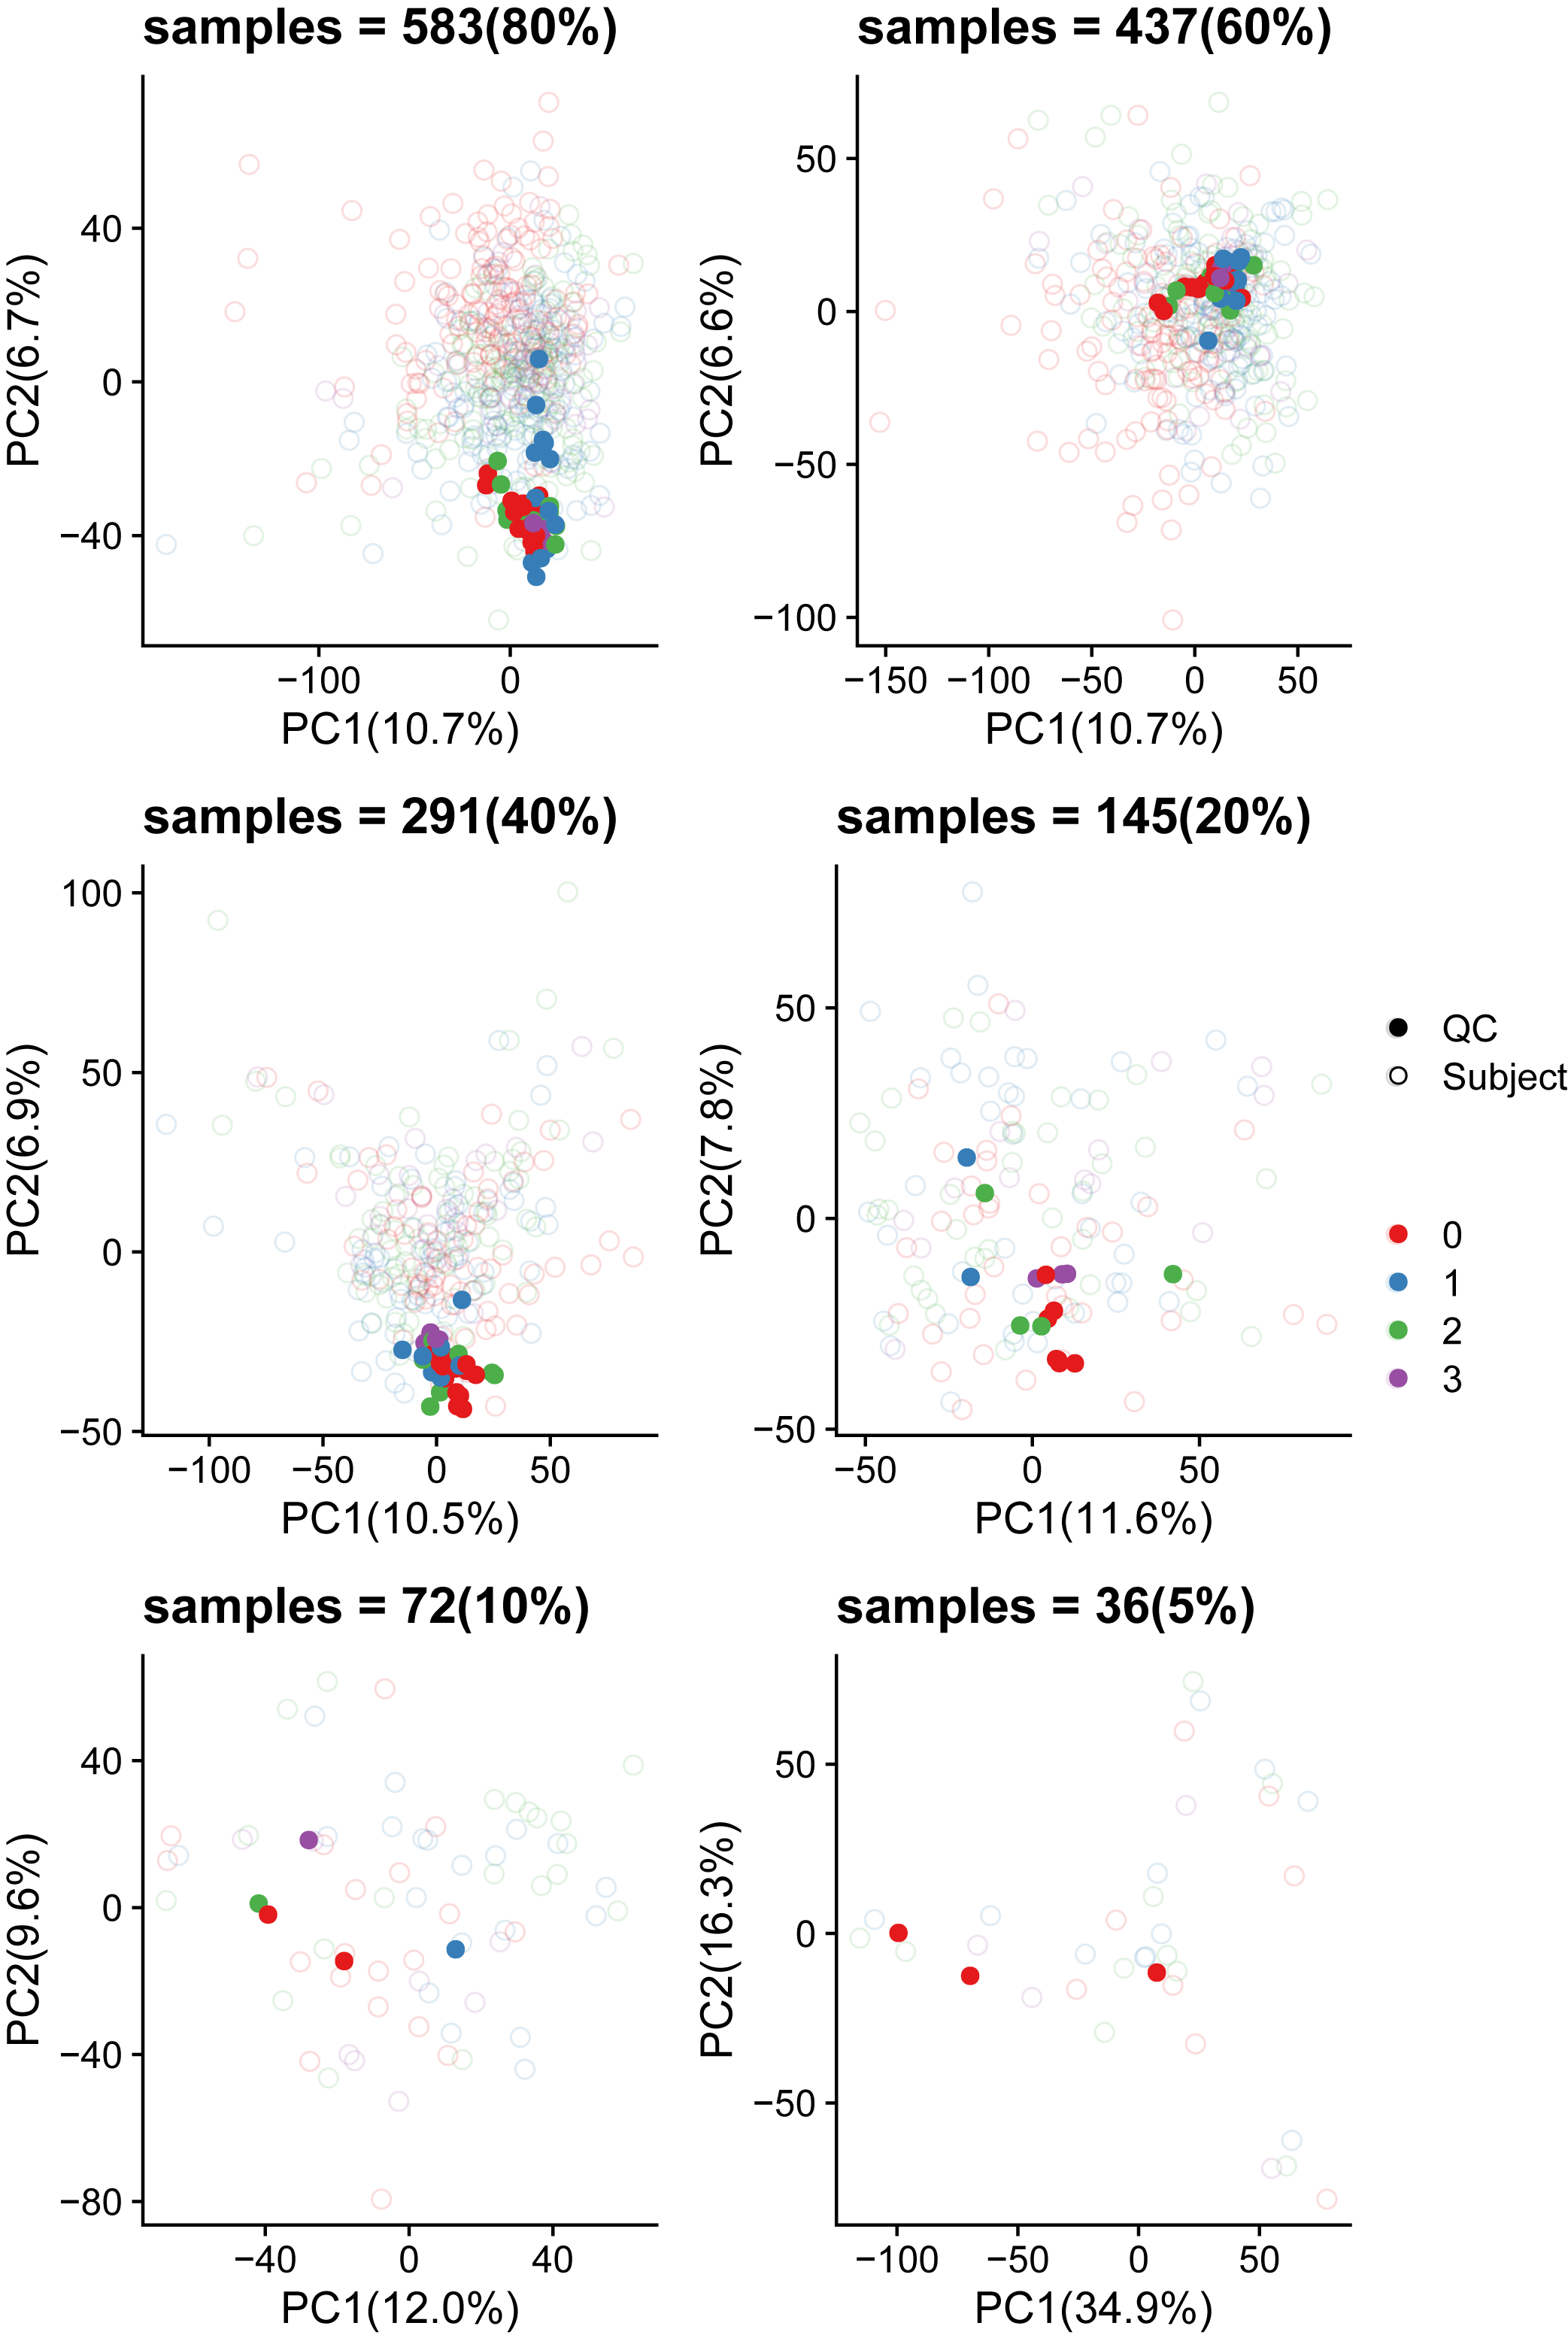 samples = 583(80%)
PC2(6.7%)
40
0
−40
−100
0
PC1(10.7%)
samples = 437(60%)
PC2(6.6%)
50
0
−50
−100
−150
−100
−50
0
50
PC1(10.7%)
samples = 291(40%)
PC2(6.9%)
100
50
0
−50
−100
−50
0
50
PC1(10.5%)
samples = 145(20%)
PC2(7.8%)
50
0
−50
−50
0
50
PC1(11.6%)
QC
Subject
0
1
2
3
samples = 72(10%)
PC2(9.6%)
40
0
−40
−80
−40
0
40
PC1(12.0%)
samples = 36(5%)
PC2(16.3%)
50
0
−50
−100
−50
0
50
PC1(34.9%)